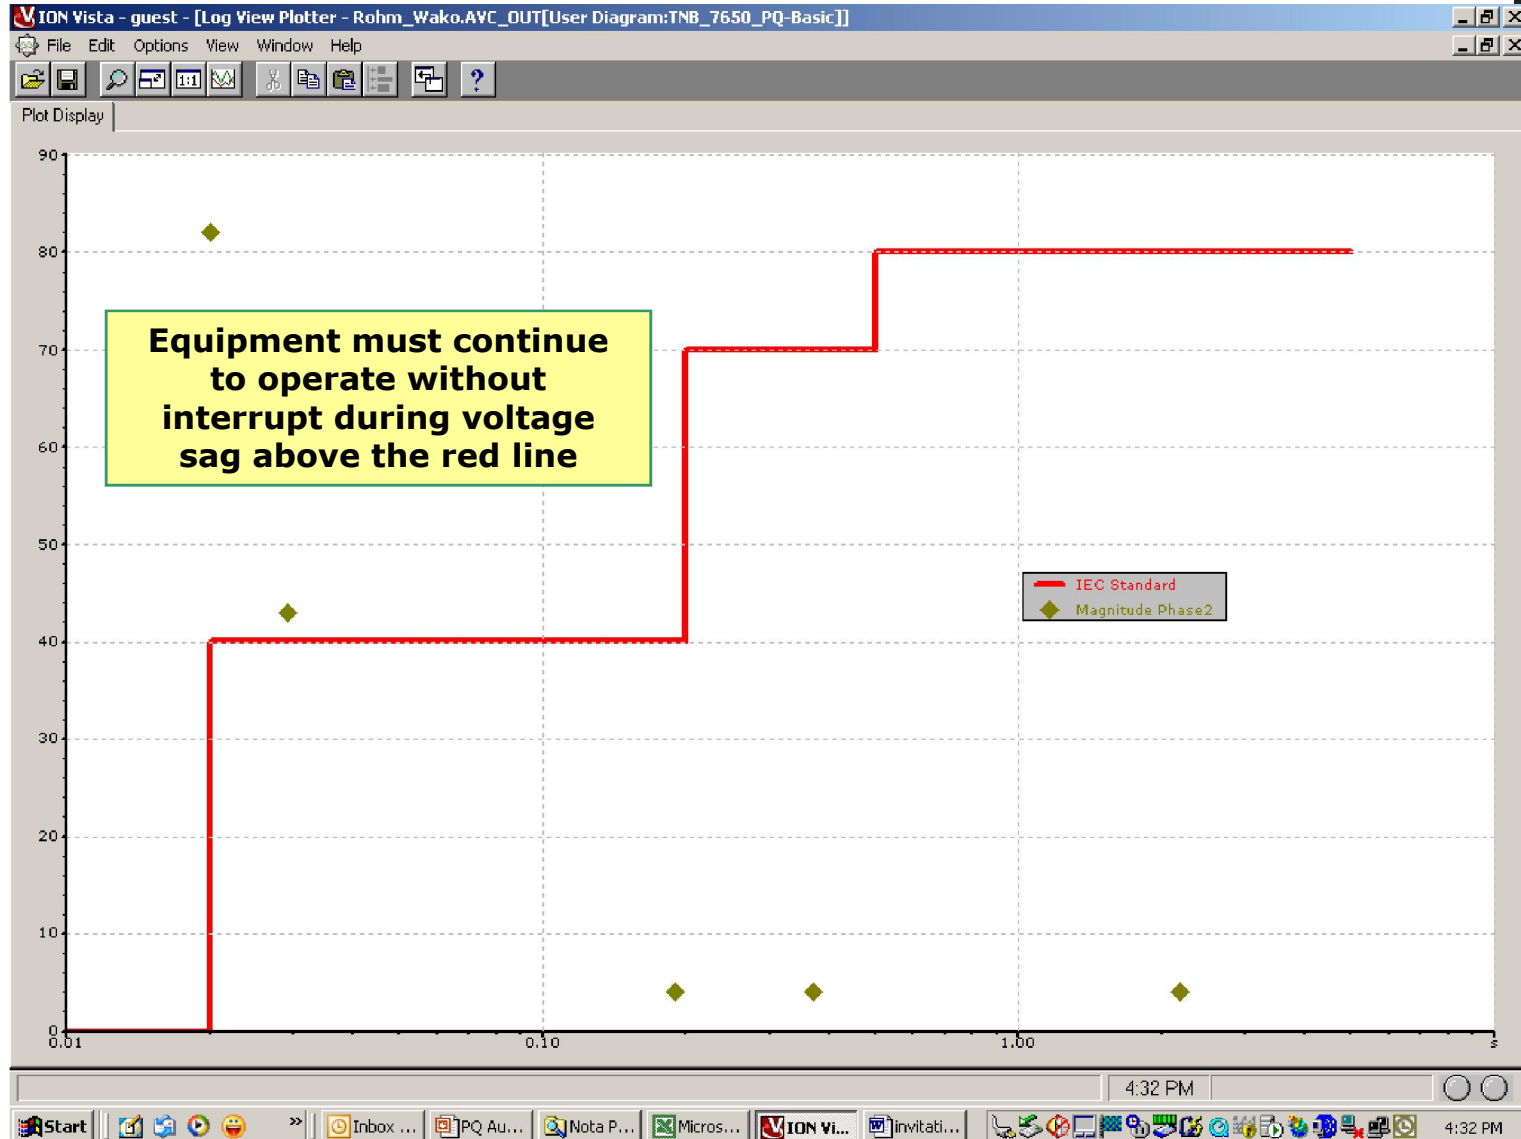 ION Vista - guest - [Log View Plotter - Rohm_Wako.AVC_OUT[User Diagram:TNB_7650_PQ-Basic]]
File Edit Options View Window Help
1:1 ?
Plot Display
90
80
70
60
50
40
30
20
10
0
Equipment must continue
to operate without
interrupt during voltage
sag above the red line
IEC Standard
Magnitude Phase2
0.01 0.10 1.00 s
4:32 PM
Start » Inbox ... PQ Au... Nota P... Micros... ION Vi... invitati... 4:32 PM